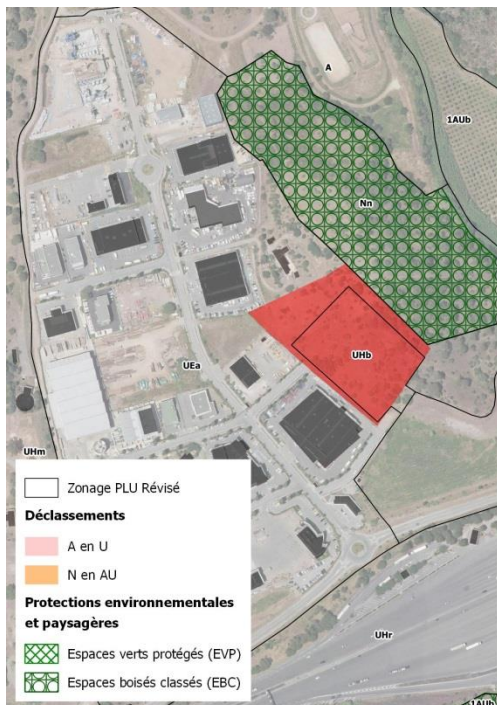 A
1AUb
Nn
UHb
UEa
UHm
Zonage PLU Révisé
Déclassements
A en U
N en AU
Protections environnementales
et paysagères
Espaces verts protégés (EVP)
Espaces boisés classés (EBC)
UHr
1AUb